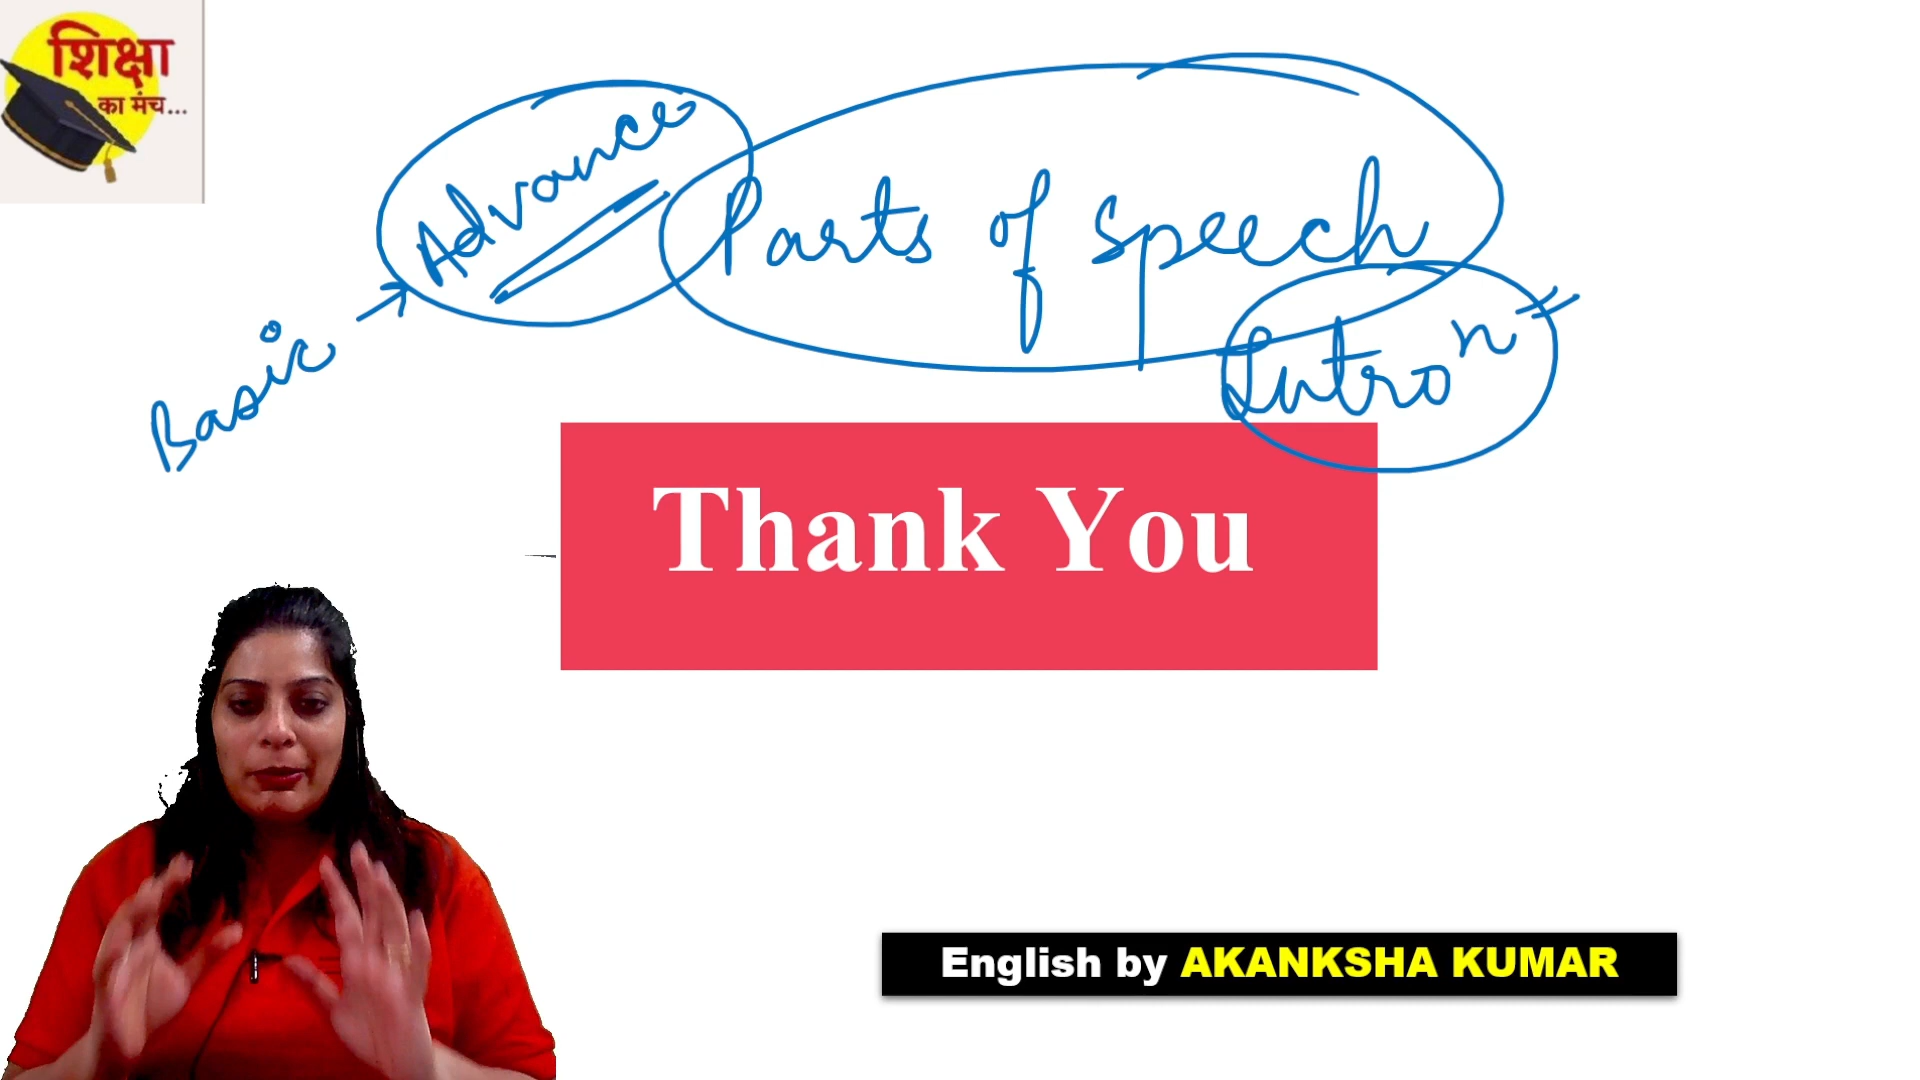 शिक्षा
का मंच...
Advance
Parts of speech
Basic →
Intro n
Thank You
English by AKANKSHA KUMAR